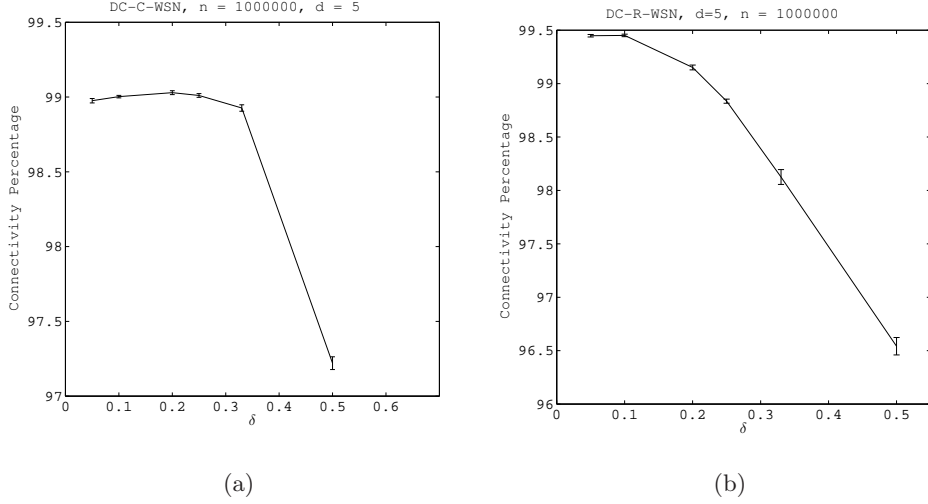 DC-C-WSN, n = 1000000, d = 5
99.5
99
98.5
98
97.5
97
Connectivity Percentage
0 0.1 0.2 0.3 0.4 0.5 0.6
δ
(a)
DC-R-WSN, d=5, n = 1000000
99.5
99
98.5
98
97.5
97
96.5
96
Connectivity Percentage
0 0.1 0.2 0.3 0.4 0.5
δ
(b)